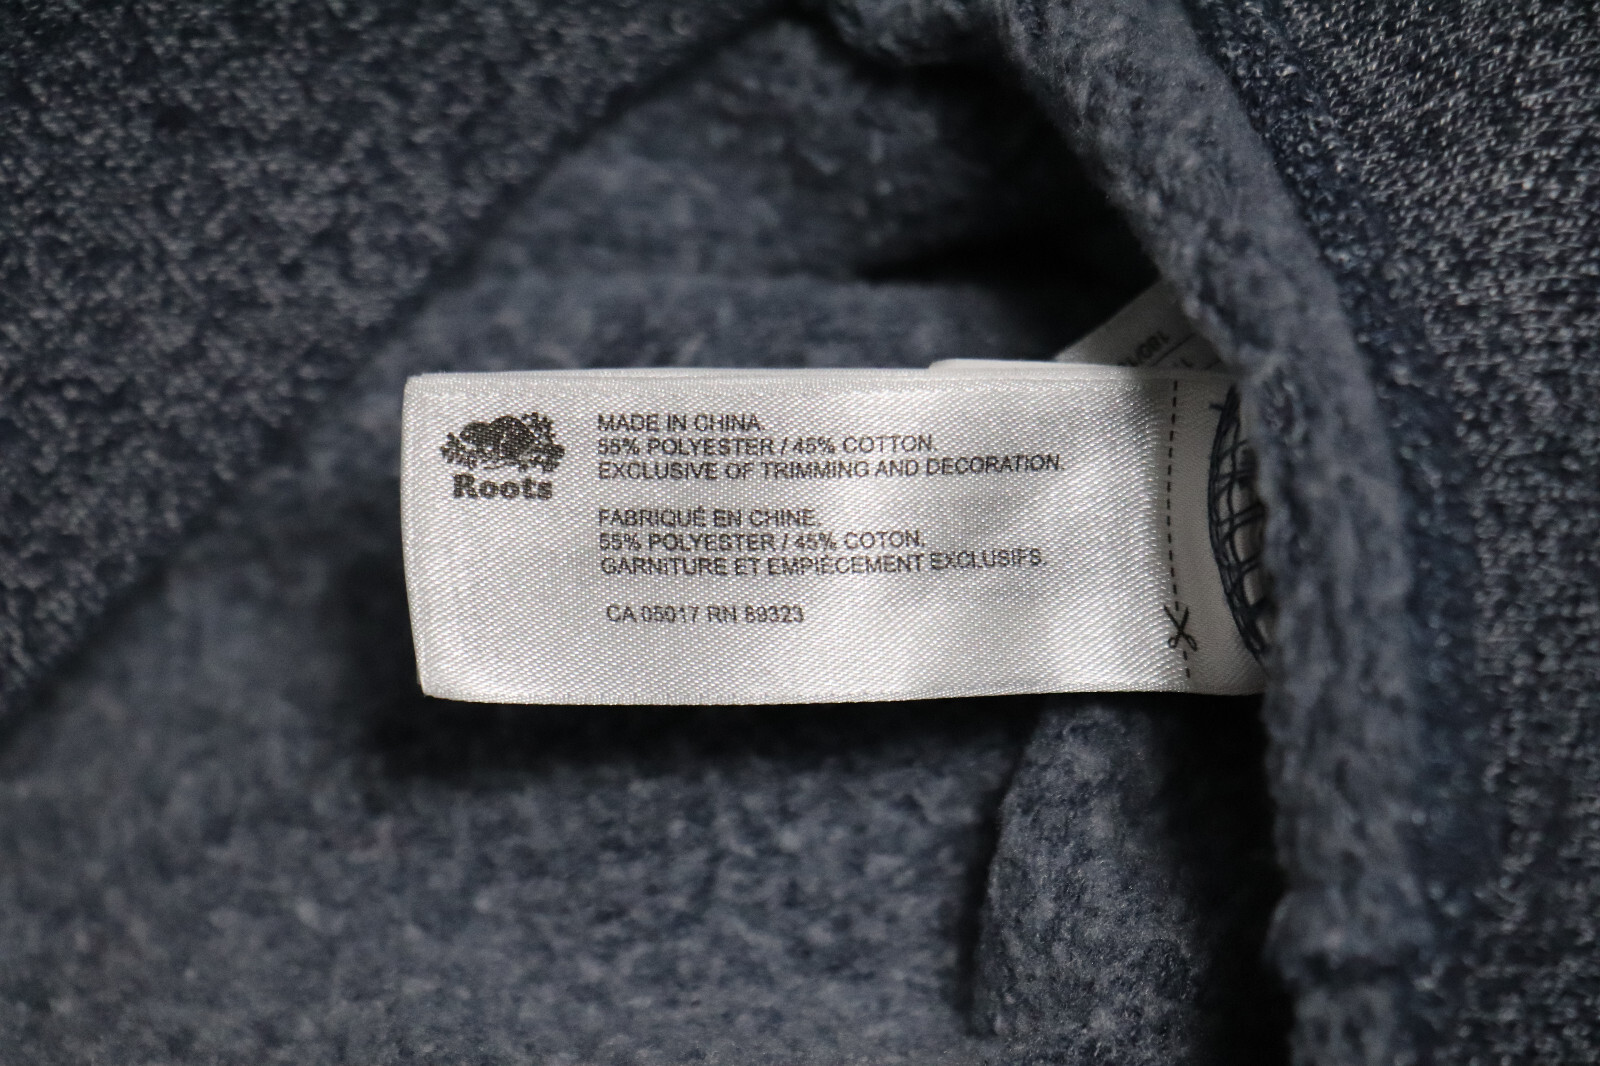 Roots
MADE IN CHINA.
55% POLYESTER / 45% COTTON.
EXCLUSIVE OF TRIMMING AND DECORATION.
FABRIQUÉ EN CHINE.
55% POLYESTER / 45% COTON.
GARNITURE ET EMPIÈCEMENT EXCLUSIFS.
CA 05017 RN 89323